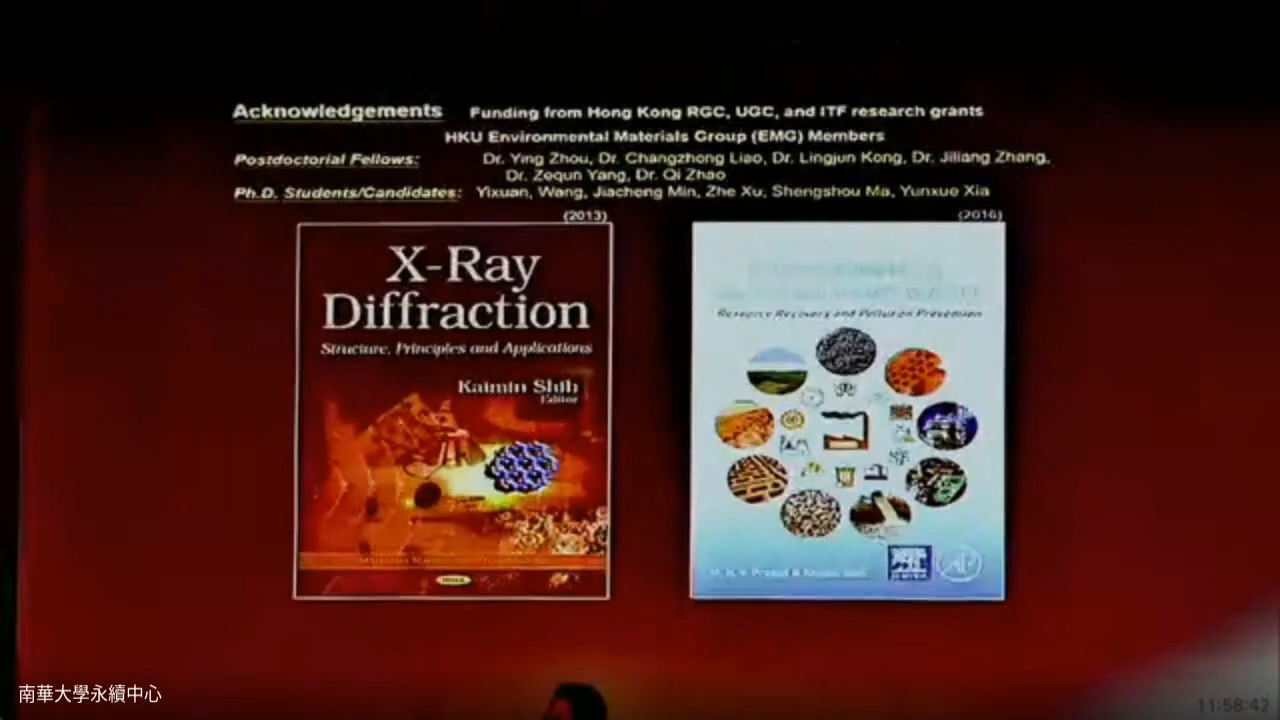 Acknowledgements Funding from Hong Kong RGC, UGC, and ITF research grants
HKU Environmental Materials Group (EMG) Members
Postdoctorial Fellows: Dr. Ying Zhou, Dr. Changzhong Liao, Dr. Lingjun Kong, Dr. Jiliang Zhang,
Dr. Zequn Yang, Dr. Qi Zhao
Ph.D. Students/Candidates: Yixuan, Wang, Jiacheng Min, Zhe Xu, Shengshou Ma, Yunxue Xia
(2013)
(2016)
X-Ray
Diffraction
Structure, Principles and Applications
Kaimin Shih
Editor
Resource Recovery and Pollution Prevention
南華大學永續中心
11:58:42